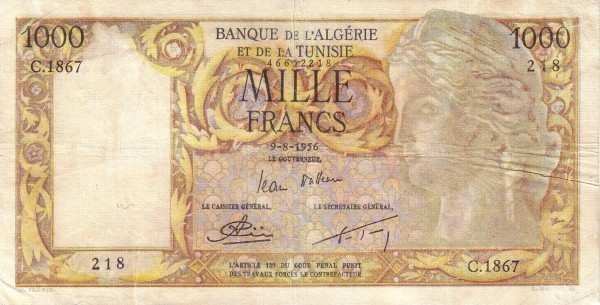 1000 BANQUE DE L'ALGÉRIE 1000
C.1867 ET DE LA TUNISIE 218
46662218
MILLE
FRANCS
9-8-1956
LE GOUVERNEUR,
LE CAISSIER GÉNÉRAL, LE SECRÉTAIRE GÉNÉRAL,
218 L'ARTICLE 139 DU CODE PÉNAL PUNIT C.1867
DES TRAVAUX FORCÉS LE CONTREFACTEUR